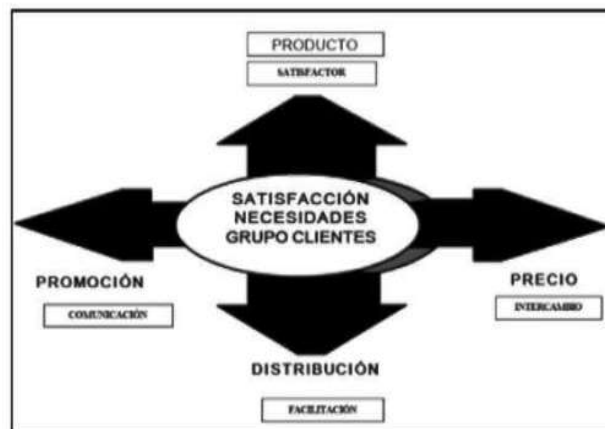 PRODUCTO
SATISFACTOR
SATISFACCIÓN
NECESIDADES
GRUPO CLIENTES
PROMOCIÓN
COMUNICACIÓN
PRECIO
INTERCAMBIO
DISTRIBUCIÓN
FACILITACIÓN